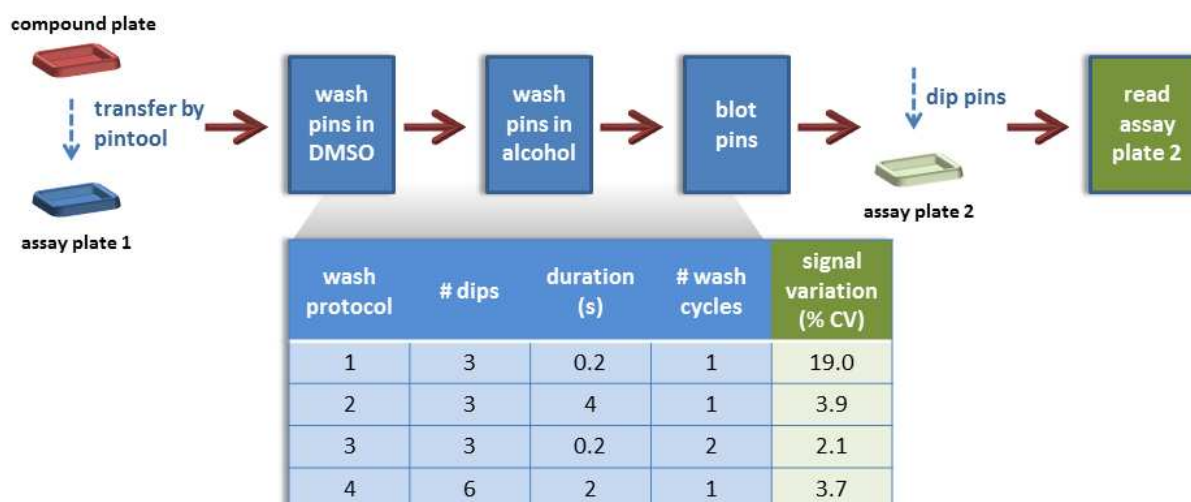 compound plate
transfer by
pintool
assay plate 1
wash
pins in
DMSO
wash
pins in
alcohol
blot
pins
dip pins
assay plate 2
read
assay
plate 2
wash
protocol
# dips
duration
(s)
# wash
cycles
signal
variation
(% CV)
1 3 0.2 1 19.0
2 3 4 1 3.9
3 3 0.2 2 2.1
4 6 2 1 3.7